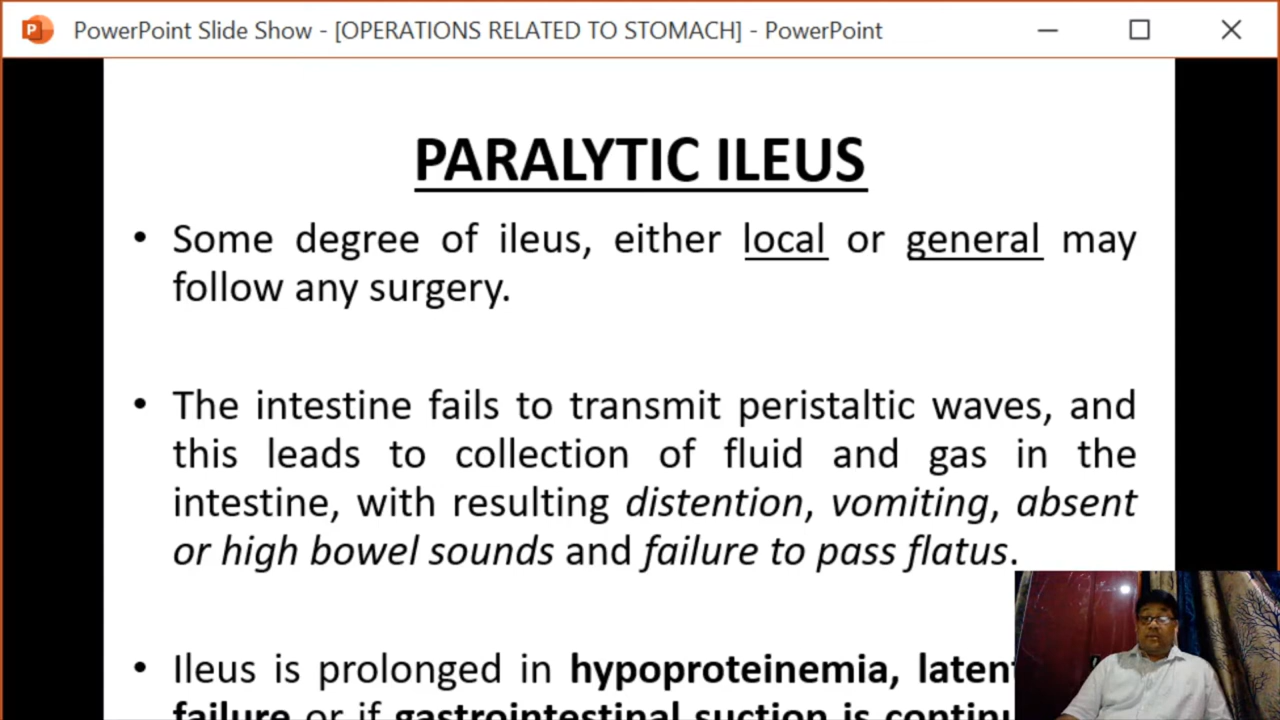 PowerPoint Slide Show - [OPERATIONS RELATED TO STOMACH] - PowerPoint
PARALYTIC ILEUS
• Some degree of ileus, either local or general may
follow any surgery.
• The intestine fails to transmit peristaltic waves, and
this leads to collection of fluid and gas in the
intestine, with resulting distention, vomiting, absent
or high bowel sounds and failure to pass flatus.
• Ileus is prolonged in hypoproteinemia, latent
failure or if gastrointestinal suction is